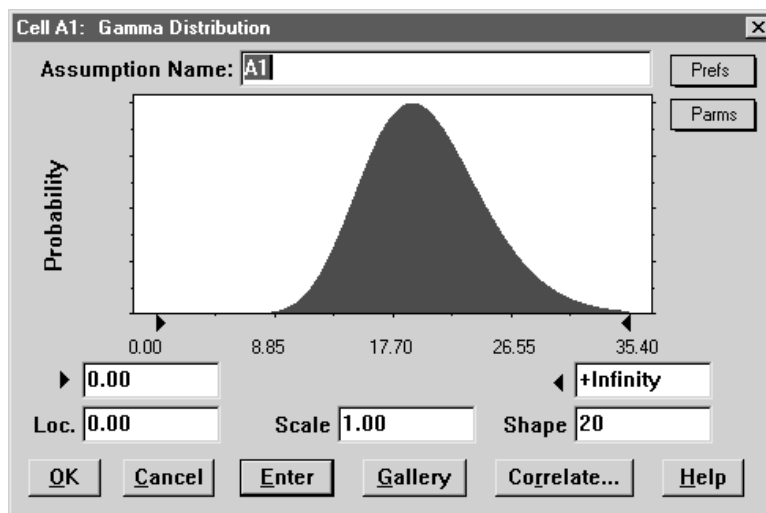 Cell A1: Gamma Distribution
Assumption Name: A1
Prefs
Parms
Probability
0.00 8.85 17.70 26.55 35.40
0.00 +Infinity
Loc. 0.00 Scale 1.00 Shape 20
OK Cancel Enter Gallery Correlate... Help